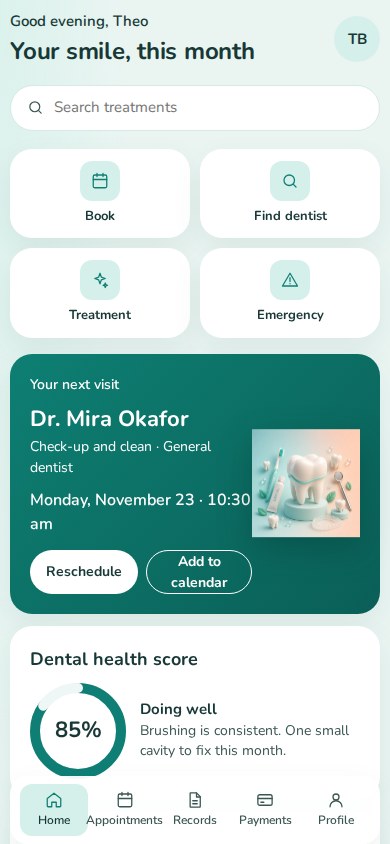 Good evening, Theo
Your smile, this month
TB
Search treatments
Book
Find dentist
Treatment
Emergency
Your next visit
Dr. Mira Okafor
Check-up and clean · General
dentist
Monday, November 23 · 10:30
am
Reschedule
Add to
calendar
Dental health score
85%
Doing well
Brushing is consistent. One small
cavity to fix this month.
Home
Appointments
Records
Payments
Profile